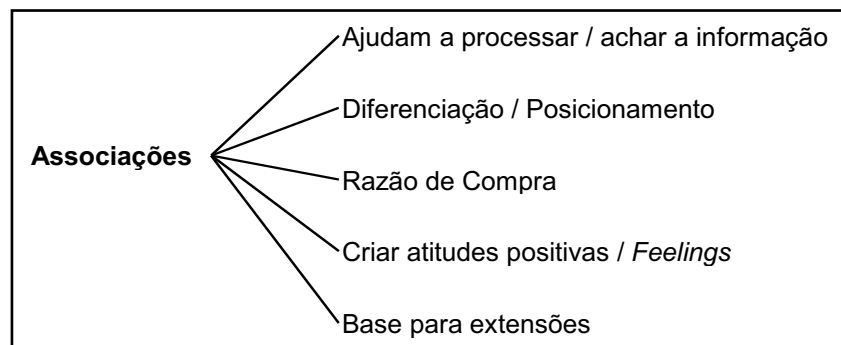 Ajudam a processar / achar a informação
Diferenciação / Posicionamento
Associações
Razão de Compra
Criar atitudes positivas / Feelings
Base para extensões